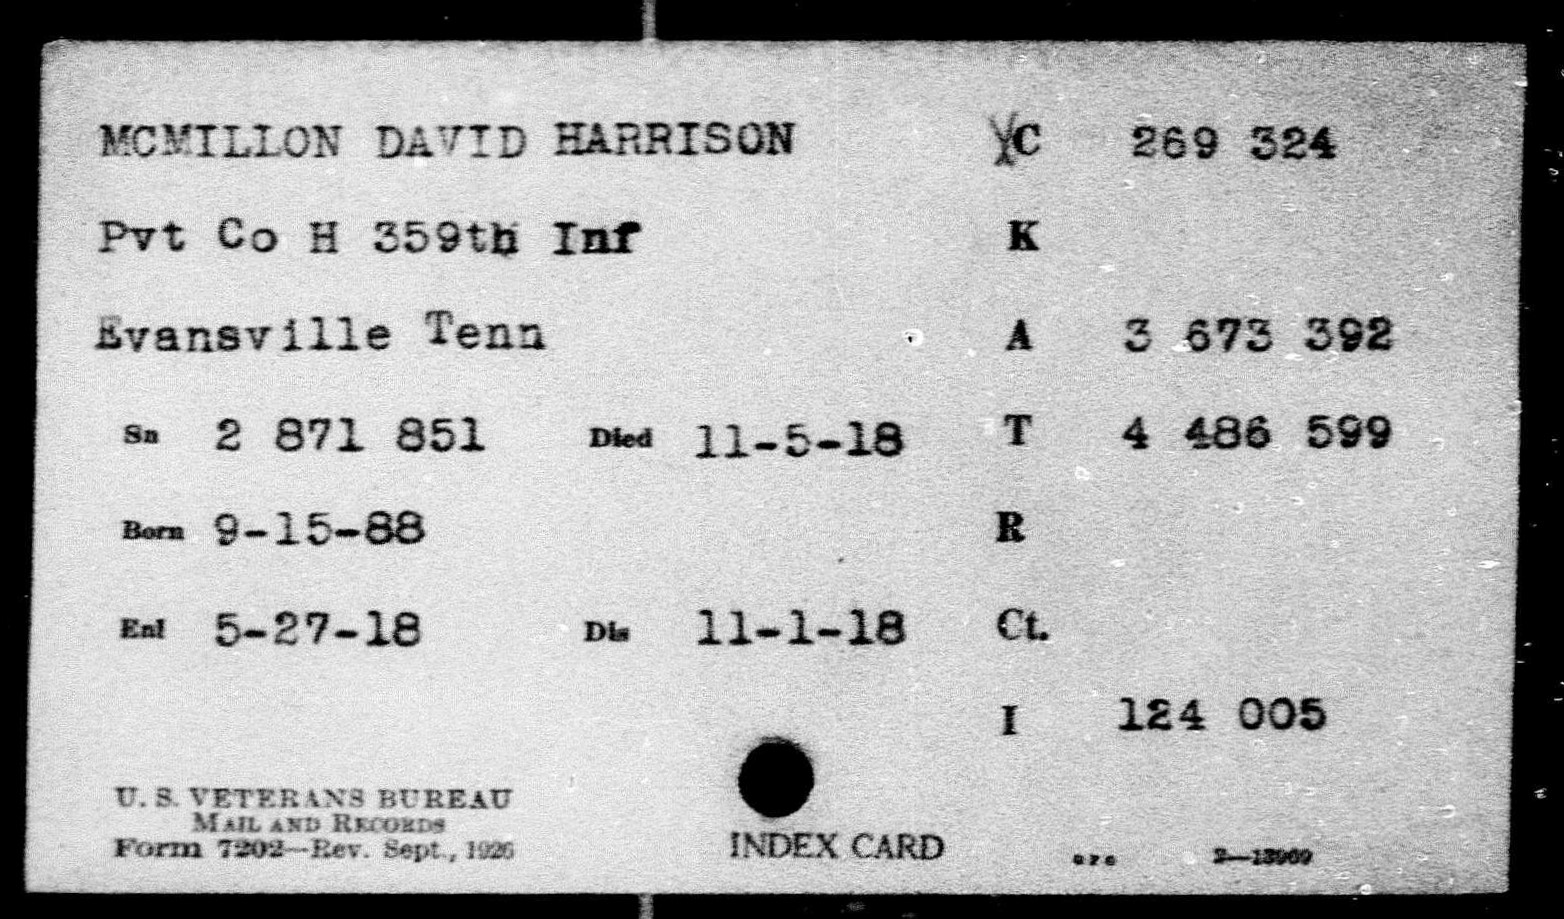 MCMILLON DAVID HARRISON XC 269 324
Pvt Co H 359th Inf K
Evansville Tenn A 3 673 392
Sn 2 871 851 Died 11-5-18 T 4 486 599
Born 9-15-88 R
Enl 5-27-18 Dis 11-1-18 Ct.
I 124 005
U. S. VETERANS BUREAU
MAIL AND RECORDS
Form 7202—Rev. Sept., 1926
INDEX CARD
2—13969